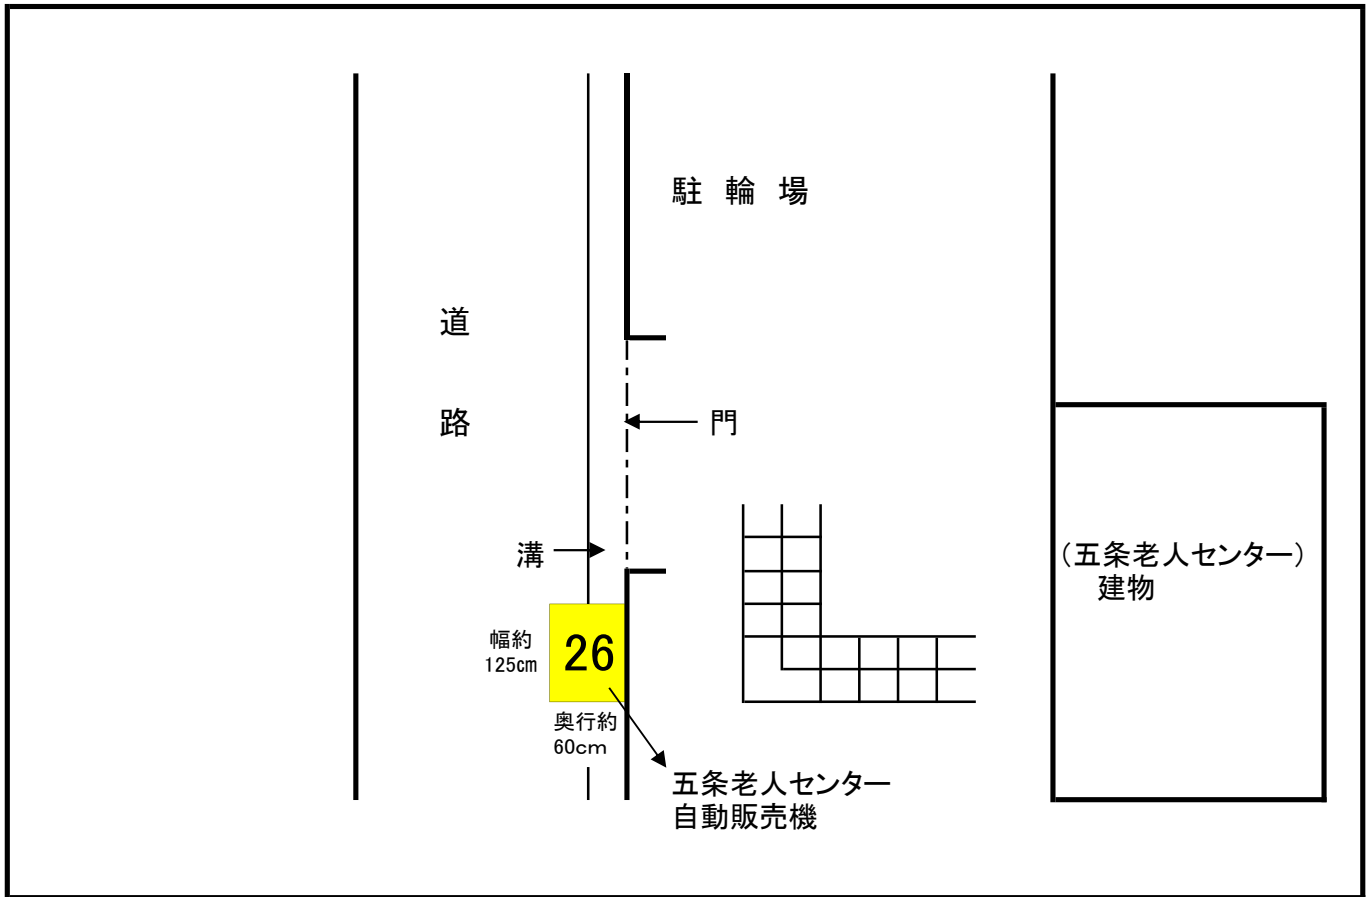 駐輪場
道
路
門
溝
（五条老人センター）
建物
幅約
125㎝
26
奥行約
60cm
五条老人センター
自動販売機